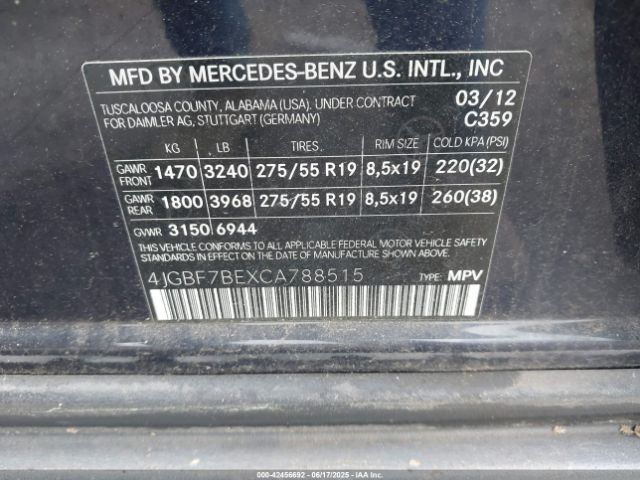 MFD BY MERCEDES-BENZ U.S. INTL., INC
TUSCALOOSA COUNTY, ALABAMA (USA). UNDER CONTRACT 03/12
FOR DAIMLER AG, STUTTGART (GERMANY) C359
KG LB TIRES RIM SIZE COLD KPA (PSI)
GAWR FRONT 1470 3240 275/55 R19 8,5x19 220(32)
GAWR REAR 1800 3968 275/55 R19 8,5x19 260(38)
GVWR 3150 6944
THIS VEHICLE CONFORMS TO ALL APPLICABLE FEDERAL MOTOR VEHICLE SAFETY
STANDARDS IN EFFECT ON THE DATE OF MANUFACTURE SHOWN ABOVE.
4JGBF7BEXCA788515 TYPE: MPV
000-42456692 - 06/17/2025 - ©IAA Holdings, LLC